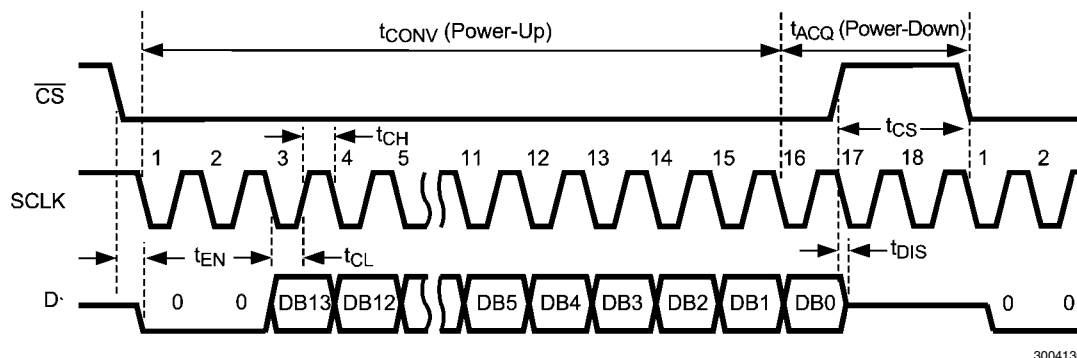 tCONV (Power-Up) tACQ (Power-Down)
CS
tCH tCS
1 2 3 4 5 11 12 13 14 15 16 17 18 1 2
SCLK
tEN tCL tDIS
D 0 0 DB13 DB12 DB5 DB4 DB3 DB2 DB1 DB0 0 0
300413